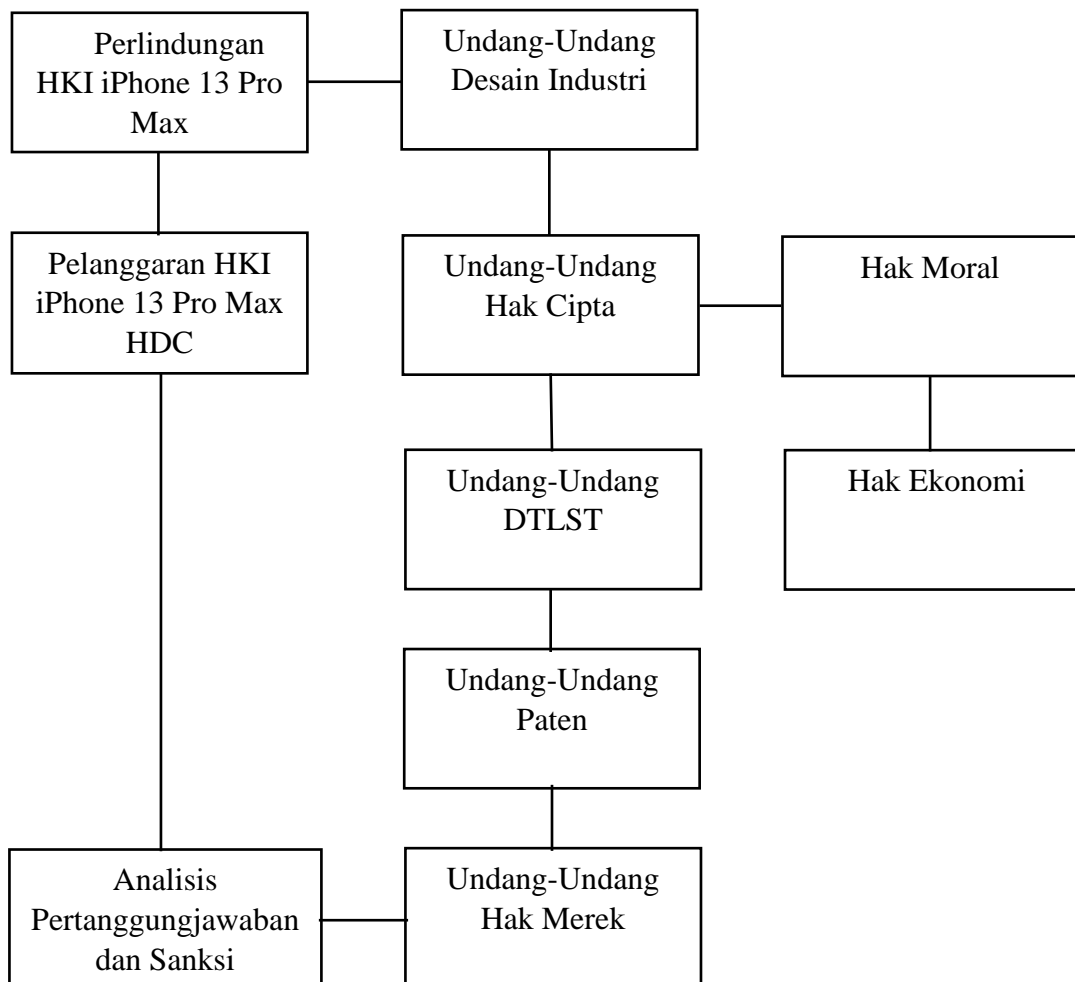 Perlindungan
HKI iPhone 13 Pro
Max
Undang-Undang
Desain Industri
Pelanggaran HKI
iPhone 13 Pro Max
HDC
Undang-Undang
Hak Cipta
Hak Moral
Undang-Undang
DTLST
Hak Ekonomi
Undang-Undang
Paten
Analisis
Pertanggungjawaban
dan Sanksi
Undang-Undang
Hak Merek